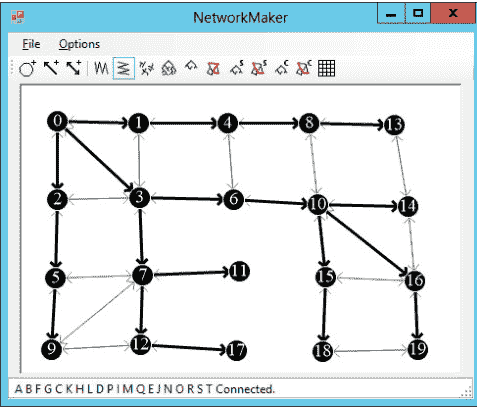 NetworkMaker
File Options
0 1 4 8 13
2 3 6 10 14
5 7 11 15 16
9 12 17 18 19
A B F G C K H L D P I M Q E J N O R S T Connected.